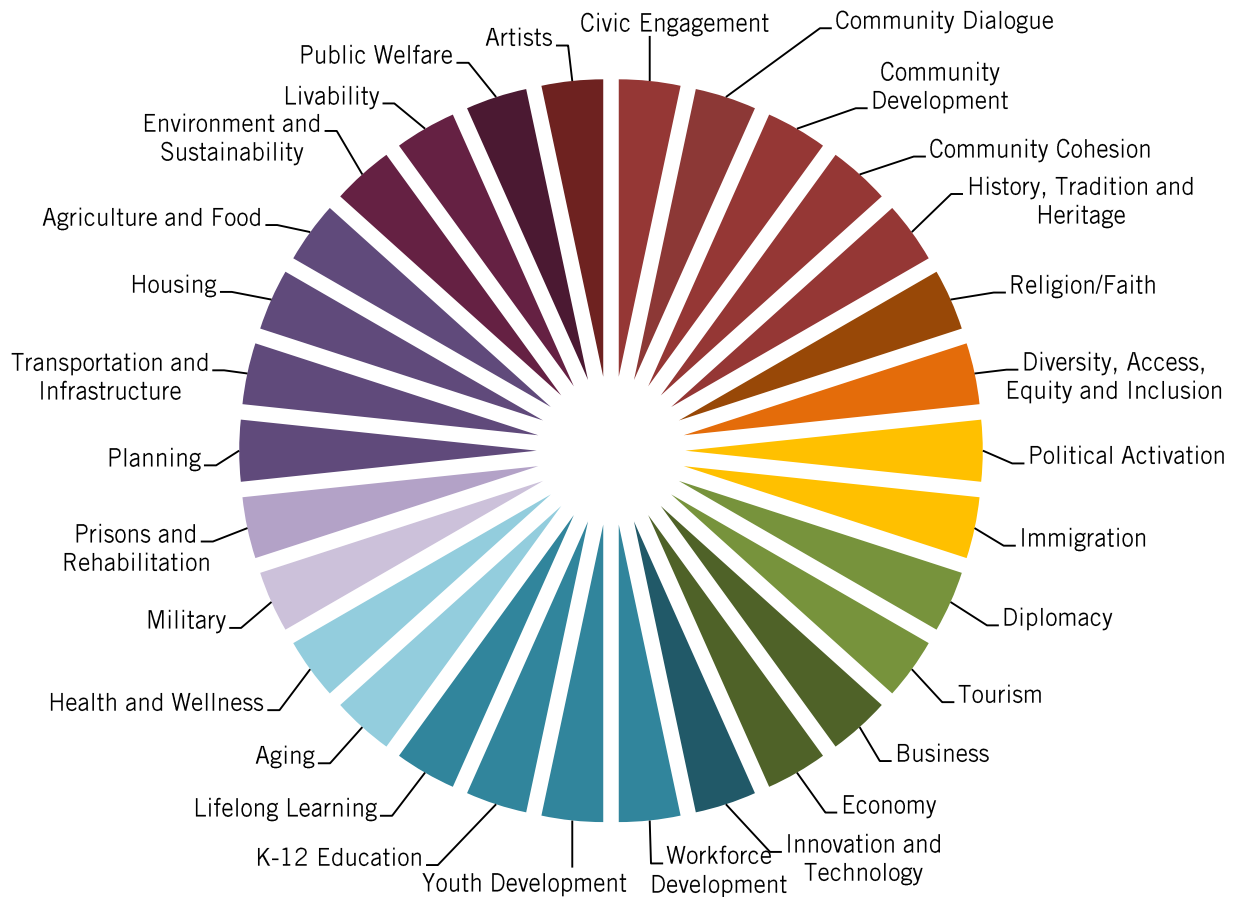 Civic Engagement
Community Dialogue
Community
Development
Community Cohesion
History, Tradition and
Heritage
Religion/Faith
Diversity, Access,
Equity and Inclusion
Political Activation
Immigration
Diplomacy
Tourism
Business
Economy
Innovation and
Technology
Workforce
Development
Youth Development
K-12 Education
Lifelong Learning
Aging
Health and Wellness
Military
Prisons and
Rehabilitation
Planning
Transportation and
Infrastructure
Housing
Agriculture and Food
Environment and
Sustainability
Livability
Public Welfare
Artists